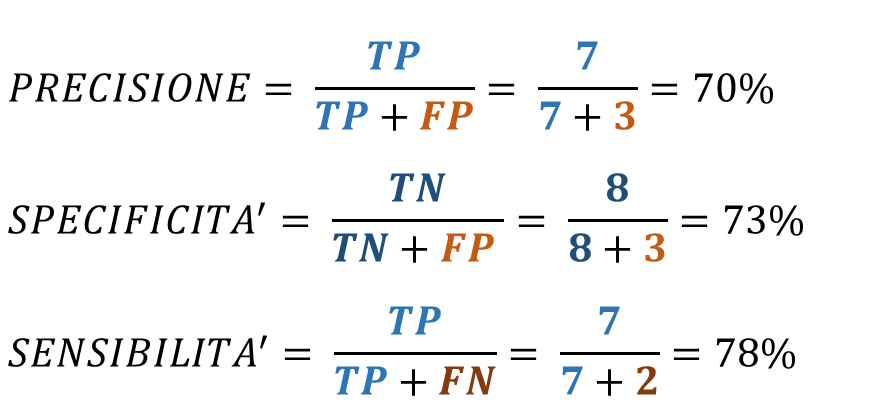 PRECISIONE = TP / (TP + FP) = 7 / (7 + 3) = 70%
SPECIFICITA' = TN / (TN + FP) = 8 / (8 + 3) = 73%
SENSIBILITA' = TP / (TP + FN) = 7 / (7 + 2) = 78%